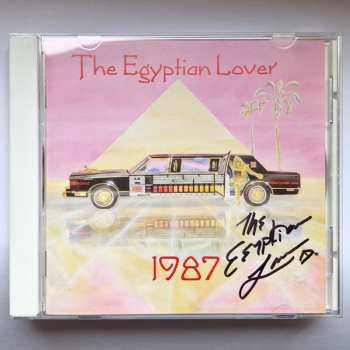 The Egyptian Lover
1987
The
Egyptian
Lover